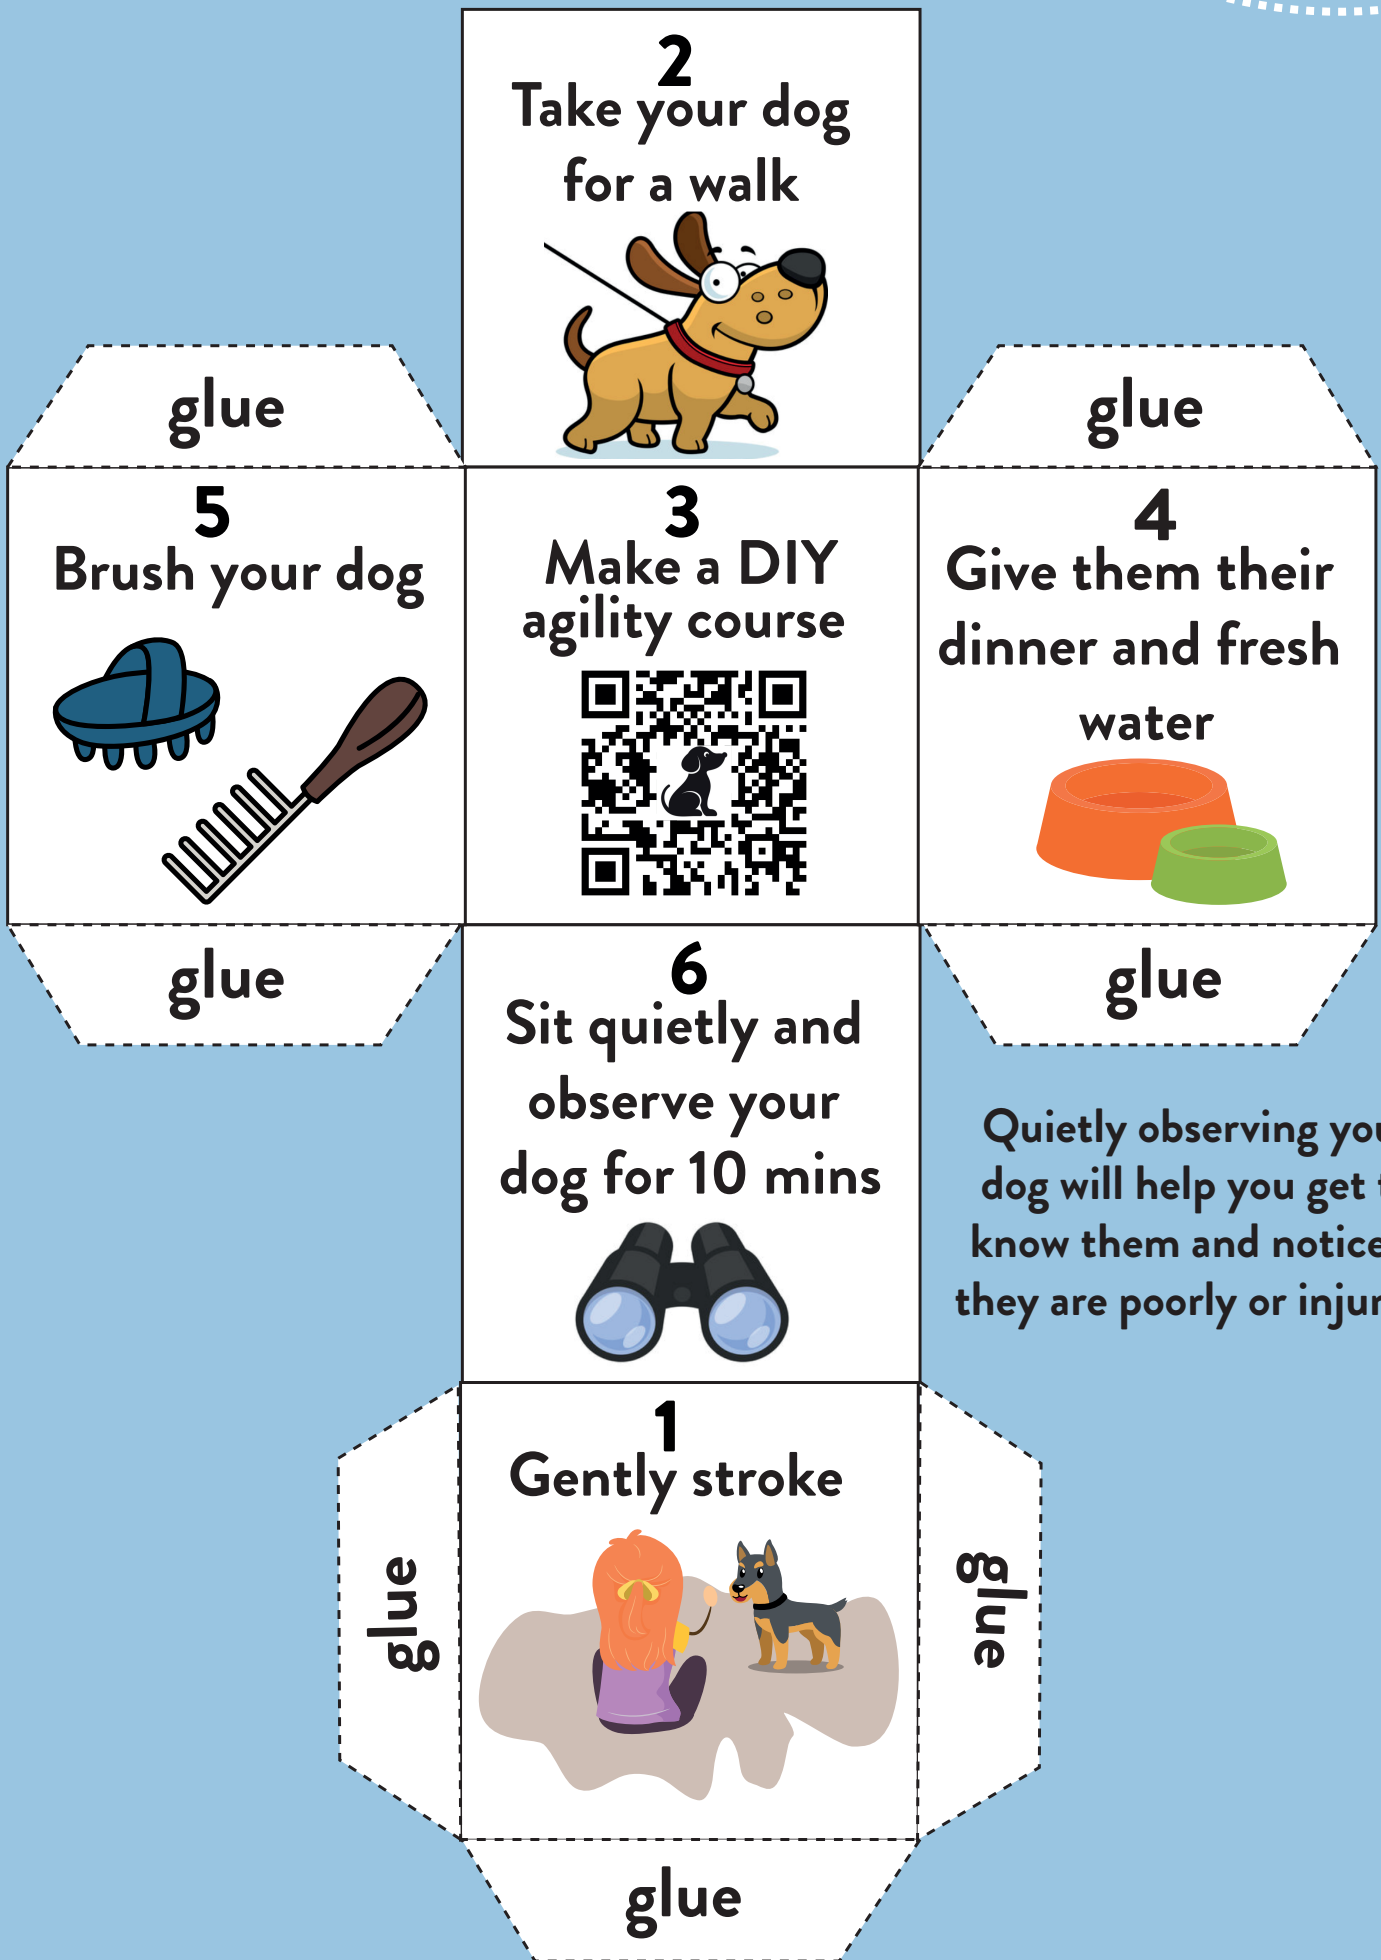 2
Take your dog
for a walk
glue
glue
5
Brush your dog
3
Make a DIY
agility course
4
Give them their
dinner and fresh
water
glue
glue
6
Sit quietly and
observe your
dog for 10 mins
Quietly observing
dog will help you get
know them and notice
they are poorly or
1
Gently stroke
glue
glue
glue